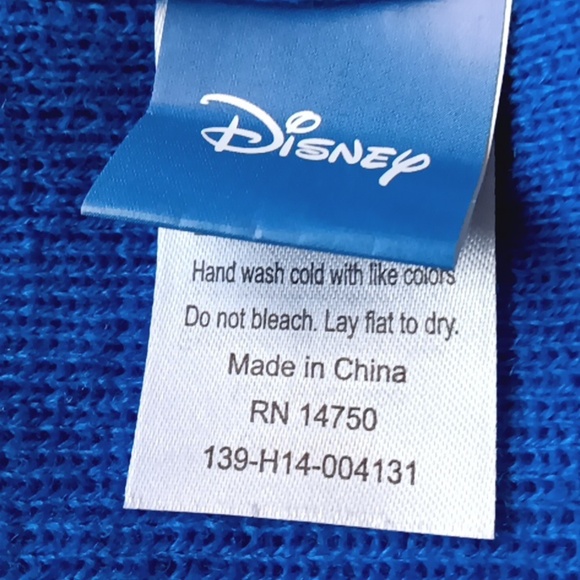 Disney
Hand wash cold with like colors
Do not bleach. Lay flat to dry.
Made in China
RN 14750
139-H14-004131